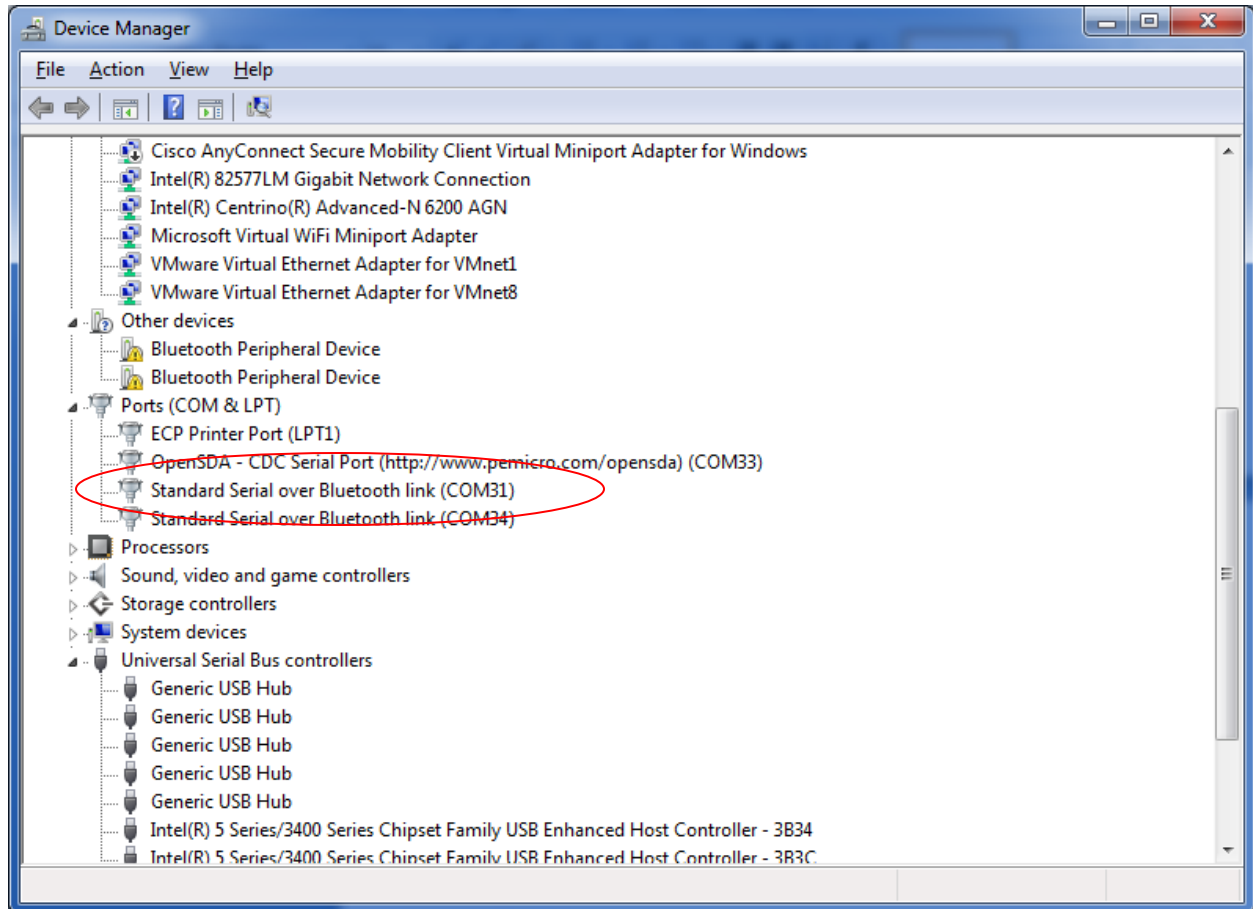 Device Manager
File Action View Help
Cisco AnyConnect Secure Mobility Client Virtual Miniport Adapter for Windows
Intel(R) 82577LM Gigabit Network Connection
Intel(R) Centrino(R) Advanced-N 6200 AGN
Microsoft Virtual WiFi Miniport Adapter
VMware Virtual Ethernet Adapter for VMnet1
VMware Virtual Ethernet Adapter for VMnet8
Other devices
Bluetooth Peripheral Device
Bluetooth Peripheral Device
Ports (COM & LPT)
ECP Printer Port (LPT1)
OpenSDA - CDC Serial Port (http://www.pemicro.com/opensda) (COM33)
Standard Serial over Bluetooth link (COM31)
Standard Serial over Bluetooth link (COM34)
Processors
Sound, video and game controllers
Storage controllers
System devices
Universal Serial Bus controllers
Generic USB Hub
Generic USB Hub
Generic USB Hub
Generic USB Hub
Generic USB Hub
Intel(R) 5 Series/3400 Series Chipset Family USB Enhanced Host Controller - 3B34
Intel(R) 5 Series/3400 Series Chipset Family USB Enhanced Host Controller - 3B3C